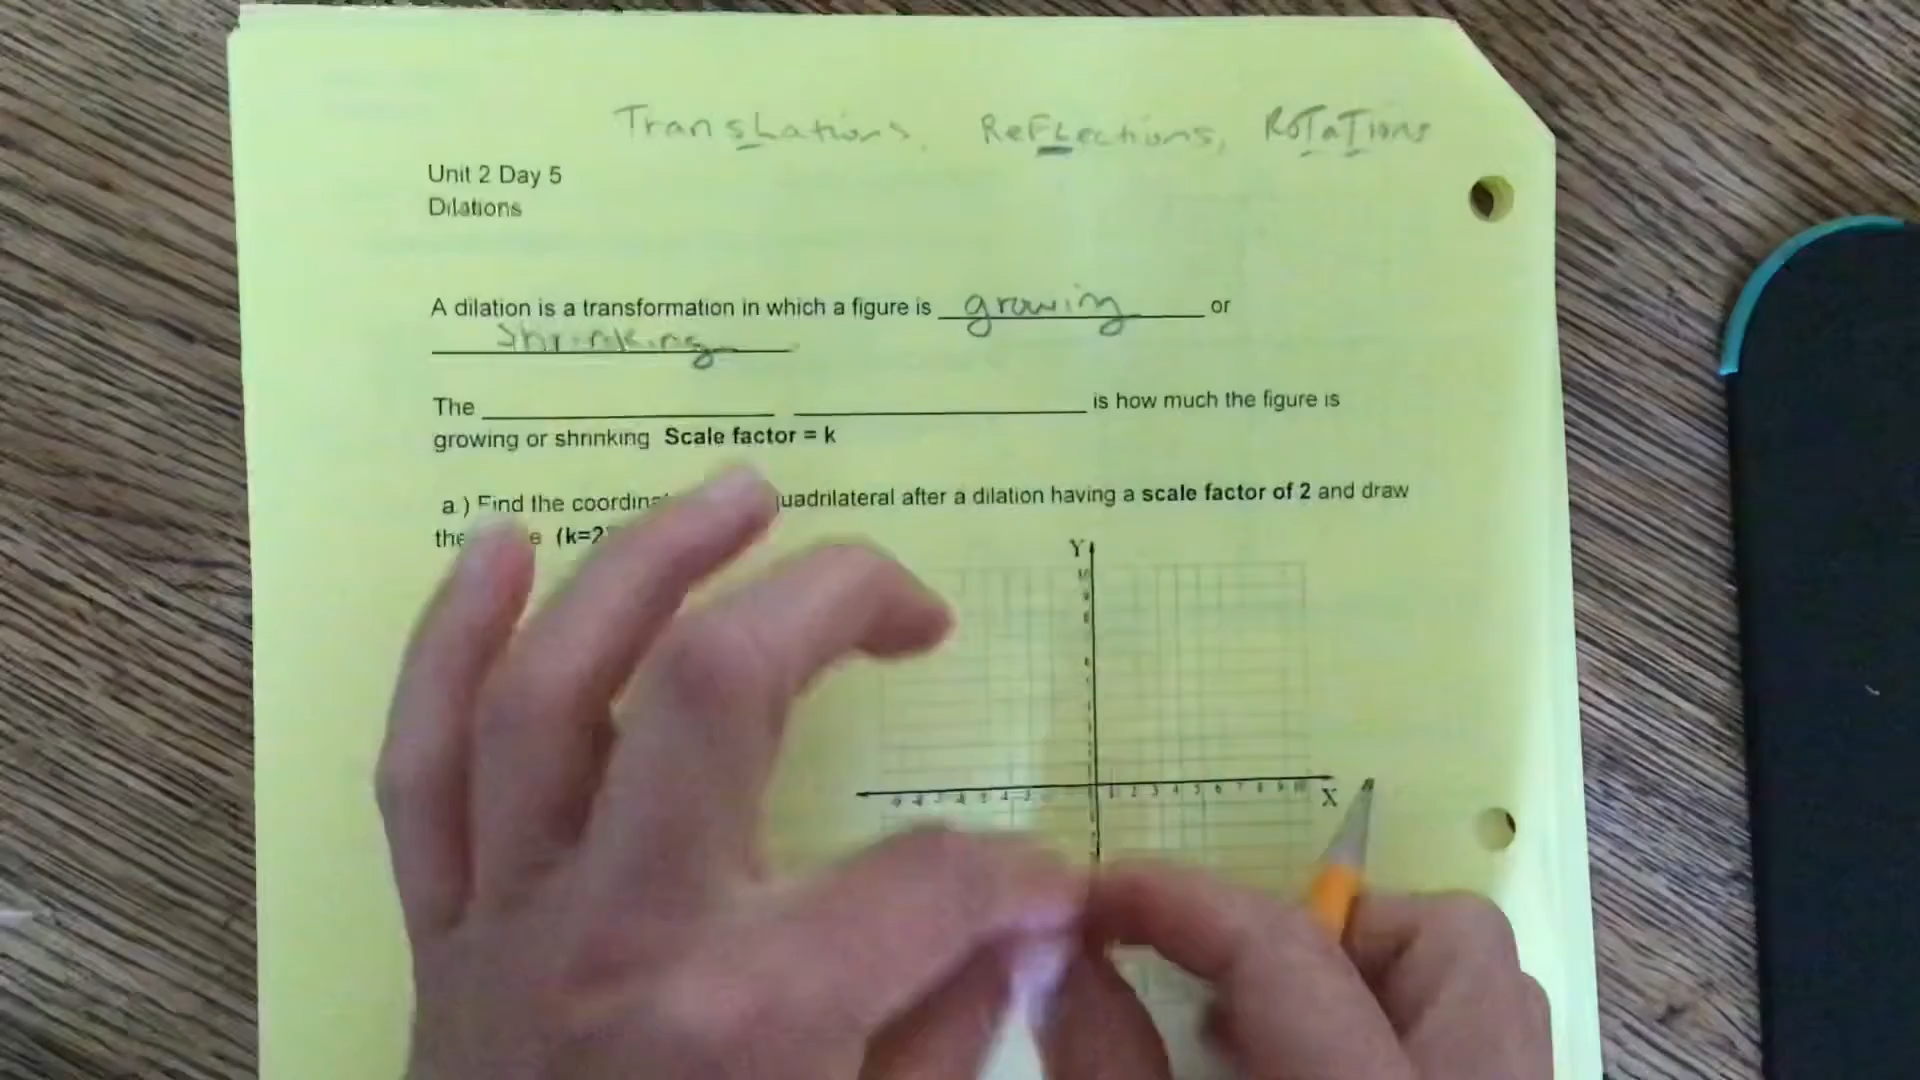 TransLations, ReFLections, RoTaTions
Unit 2 Day 5
Dilations
A dilation is a transformation in which a figure is growing or
shrinking
The is how much the figure is
growing or shrinking Scale factor = k
a.) Find the uadrilateral after a dilation having a scale factor of 2 and draw
(k=2
Y
10
X